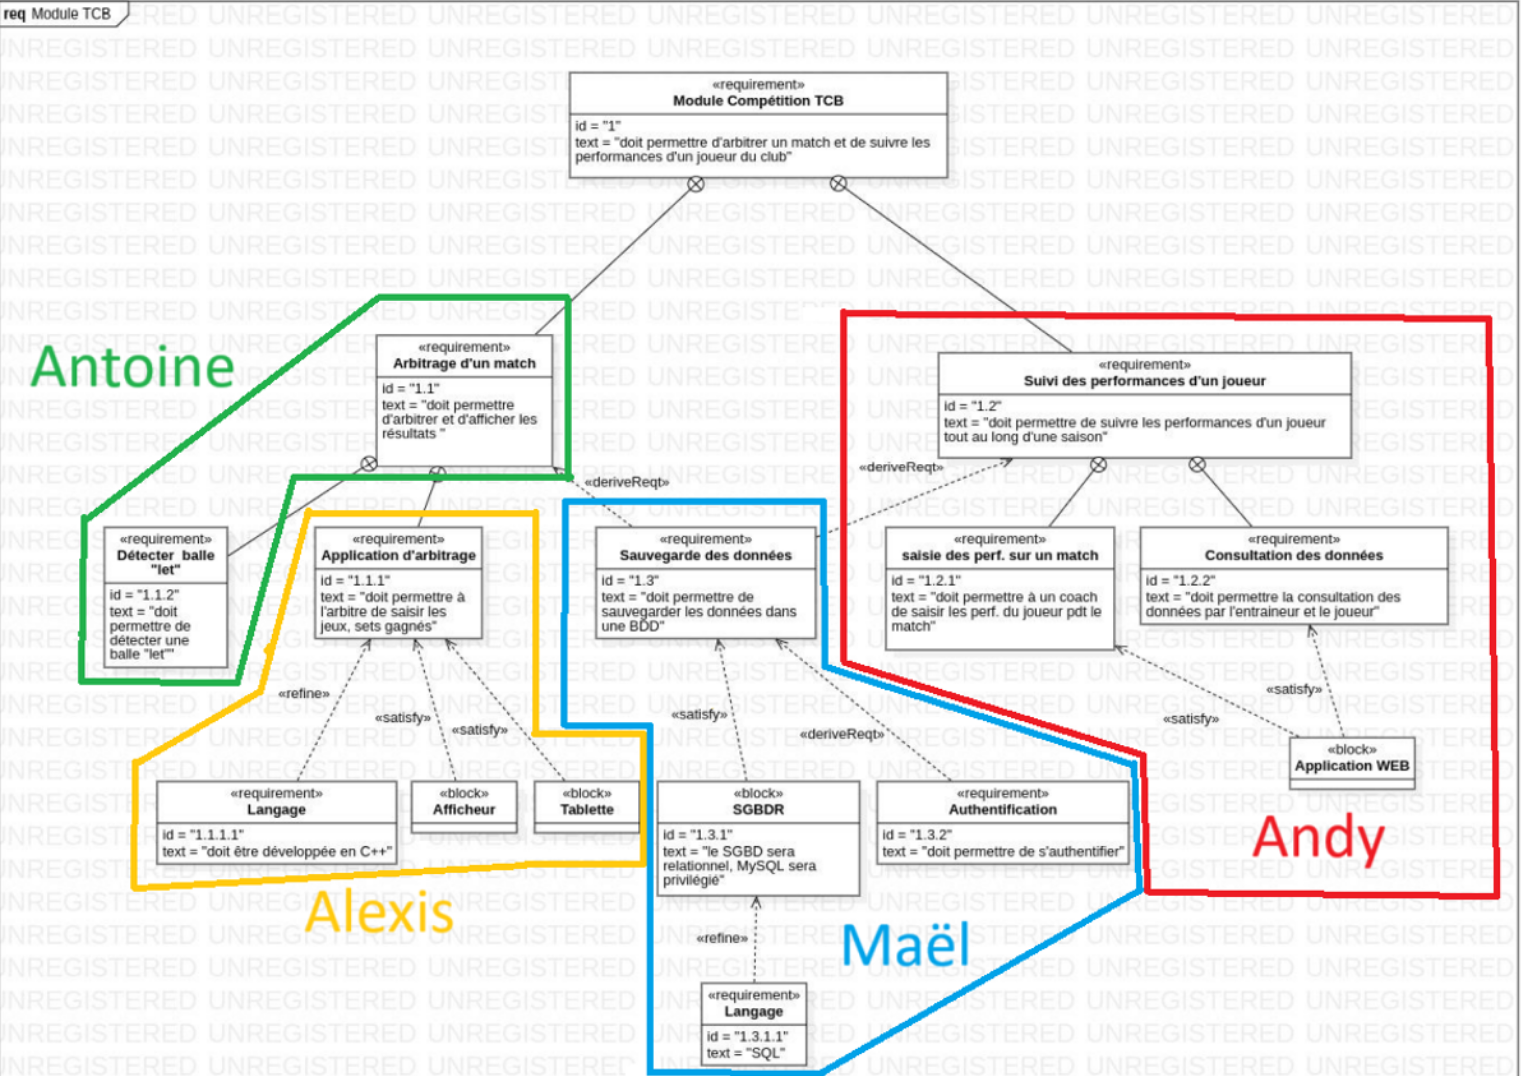 req Module TCB
«requirement»
Module Compétition TCB
id = "1"
text = "doit permettre d'arbitrer un match et de suivre les
performances d'un joueur du club"
Antoine
«requirement»
Arbitrage d'un match
id = "1.1"
text = "doit permettre
d'arbitrer et d'afficher les
résultats "
«requirement»
Suivi des performances d'un joueur
id = "1.2"
text = "doit permettre de suivre les performances d'un joueur
tout au long d'une saison"
«deriveReqt»
«deriveReqt»
«requirement»
Détecter balle
"let"
id = "1.1.2"
text = "doit
permettre de
détecter une
balle "let""
«requirement»
Application d'arbitrage
id = "1.1.1"
text = "doit permettre à
l'arbitre de saisir les
jeux, sets gagnés"
«requirement»
Sauvegarde des données
id = "1.3"
text = "doit permettre de
sauvegarder les données dans
une BDD"
«requirement»
saisie des perf. sur un match
id = "1.2.1"
text = "doit permettre à un coach
de saisir les perf. du joueur pdt le
match"
«requirement»
Consultation des données
id = "1.2.2"
text = "doit permettre la consultation des
données par l'entraineur et le joueur"
«refine»
«satisfy»
«satisfy»
«satisfy»
«deriveReqt»
«satisfy»
«satisfy»
«block»
Application WEB
«requirement»
Langage
id = "1.1.1.1"
text = "doit être développée en C++"
«block»
Afficheur
«block»
Tablette
«block»
SGBDR
id = "1.3.1"
text = "le SGBD sera
relationnel, MySQL sera
privilégié"
«requirement»
Authentification
id = "1.3.2"
text = "doit permettre de s'authentifier"
Andy
Alexis
Maël
«refine»
«requirement»
Langage
id = "1.3.1.1"
text = "SQL"
UNREGISTERED